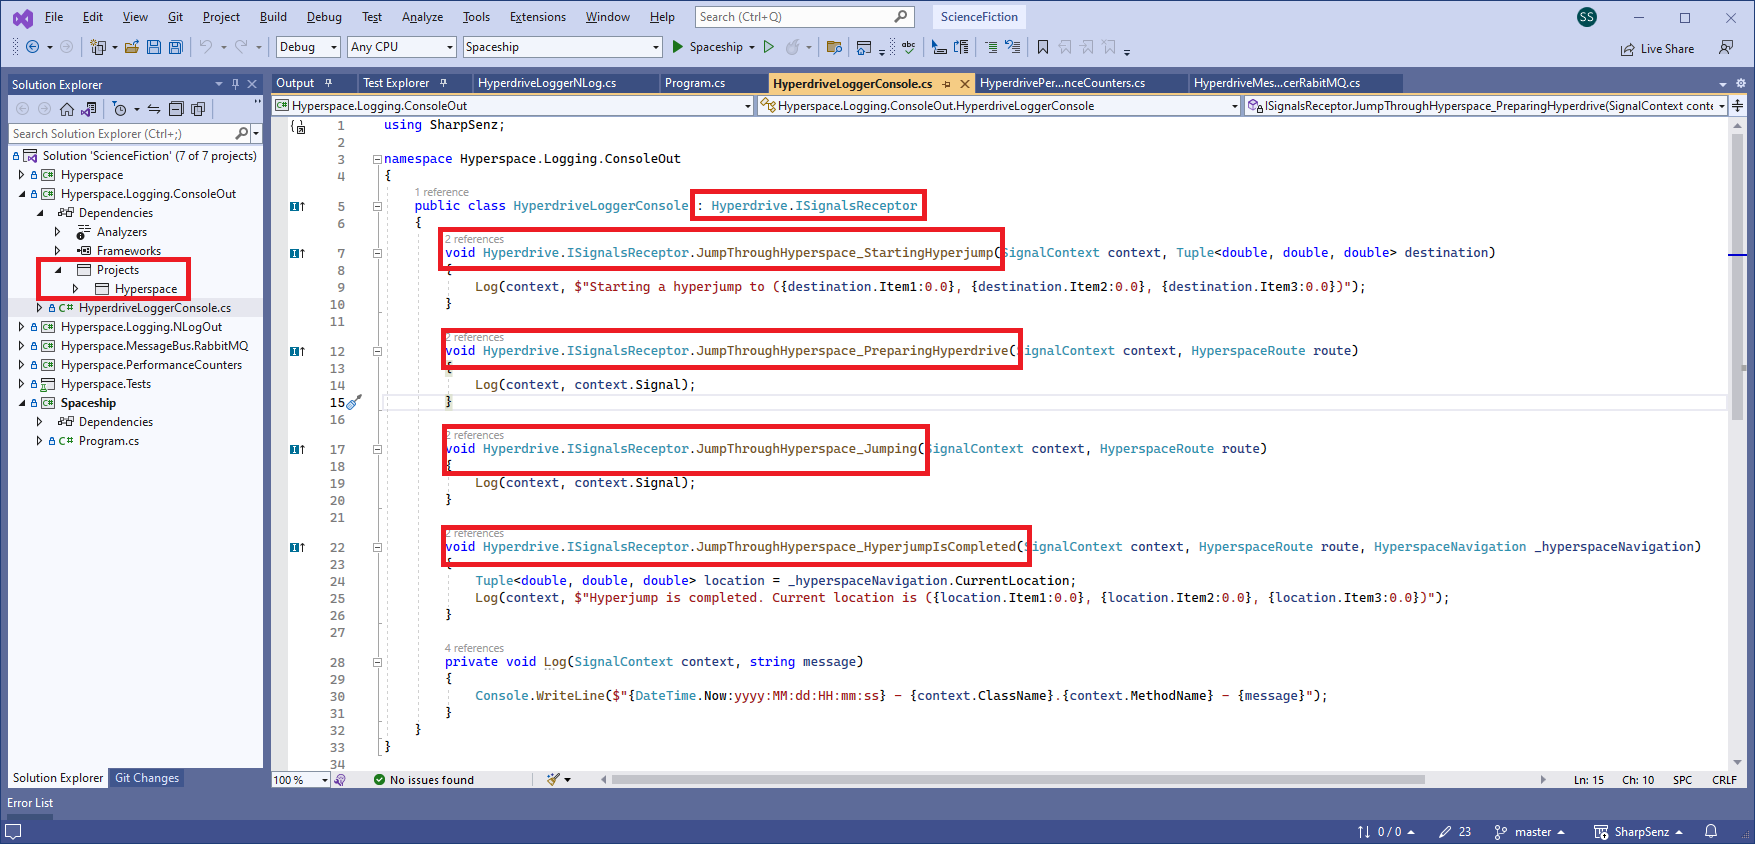 File Edit View Git Project Build Debug Test Analyze Tools Extensions Window Help Search (Ctrl+Q) ScienceFiction SS
Debug Any CPU Spaceship Spaceship Live Share
Solution Explorer
Search Solution Explorer (Ctrl+;)
Solution 'ScienceFiction' (7 of 7 projects)
Hyperspace
Hyperspace.Logging.ConsoleOut
Dependencies
Analyzers
Frameworks
Projects
Hyperspace
HyperdriveLoggerConsole.cs
Hyperspace.Logging.NLogOut
Hyperspace.MessageBus.RabbitMQ
Hyperspace.PerformanceCounters
Hyperspace.Tests
Spaceship
Dependencies
Program.cs
Solution Explorer Git Changes
Output Test Explorer HyperdriveLoggerNLog.cs Program.cs HyperdriveLoggerConsole.cs HyperdrivePer...nceCounters.cs HyperdriveMes...cerRabitMQ.cs
Hyperspace.Logging.ConsoleOut Hyperspace.Logging.ConsoleOut.HyperdriveLoggerConsole ISignalsReceptor.JumpThroughHyperspace_PreparingHyperdrive(SignalContext conte
1 using SharpSenz;
2
3 namespace Hyperspace.Logging.ConsoleOut
4 {
1 reference
5 public class HyperdriveLoggerConsole : Hyperdrive.ISignalsReceptor
6 {
2 references
7 void Hyperdrive.ISignalsReceptor.JumpThroughHyperspace_StartingHyperjump(SignalContext context, Tuple<double, double, double> destination)
8 {
9 Log(context, $"Starting a hyperjump to ({destination.Item1:0.0}, {destination.Item2:0.0}, {destination.Item3:0.0})");
10 }
11
2 references
12 void Hyperdrive.ISignalsReceptor.JumpThroughHyperspace_PreparingHyperdrive(SignalContext context, HyperspaceRoute route)
13 {
14 Log(context, context.Signal);
15 }
16
2 references
17 void Hyperdrive.ISignalsReceptor.JumpThroughHyperspace_Jumping(SignalContext context, HyperspaceRoute route)
18 {
19 Log(context, context.Signal);
20 }
21
2 references
22 void Hyperdrive.ISignalsReceptor.JumpThroughHyperspace_HyperjumpIsCompleted(SignalContext context, HyperspaceRoute route, HyperspaceNavigation _hyperspaceNavigation)
23 {
24 Tuple<double, double, double> location = _hyperspaceNavigation.CurrentLocation;
25 Log(context, $"Hyperjump is completed. Current location is ({location.Item1:0.0}, {location.Item2:0.0}, {location.Item3:0.0})");
26 }
27
4 references
28 private void Log(SignalContext context, string message)
29 {
30 Console.WriteLine($"{DateTime.Now:yyyy:MM:dd:HH:mm:ss} - {context.ClassName}.{context.MethodName} - {message}");
31 }
32 }
33 }
34
100 % No issues found Ln: 15 Ch: 10 SPC CRLF
Error List
0 / 0 23 master SharpSenz